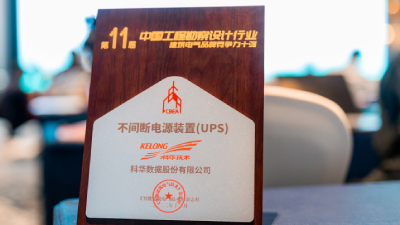 第11届 中国工程勘察设计行业
建筑电气品牌竞争力十强
不间断电源装置(UPS)
KELONG
科华技术
科华数据股份有限公司